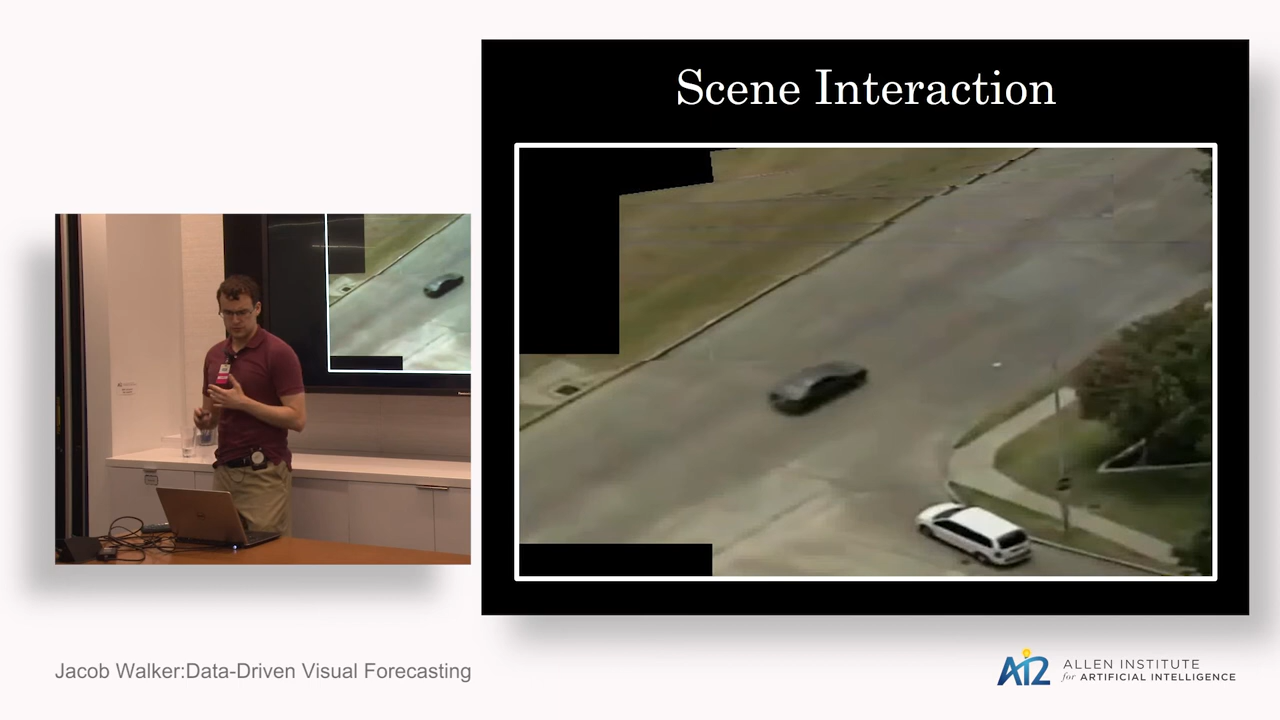 Scene Interaction
Jacob Walker:Data-Driven Visual Forecasting
AI2
ALLEN INSTITUTE
for ARTIFICIAL INTELLIGENCE